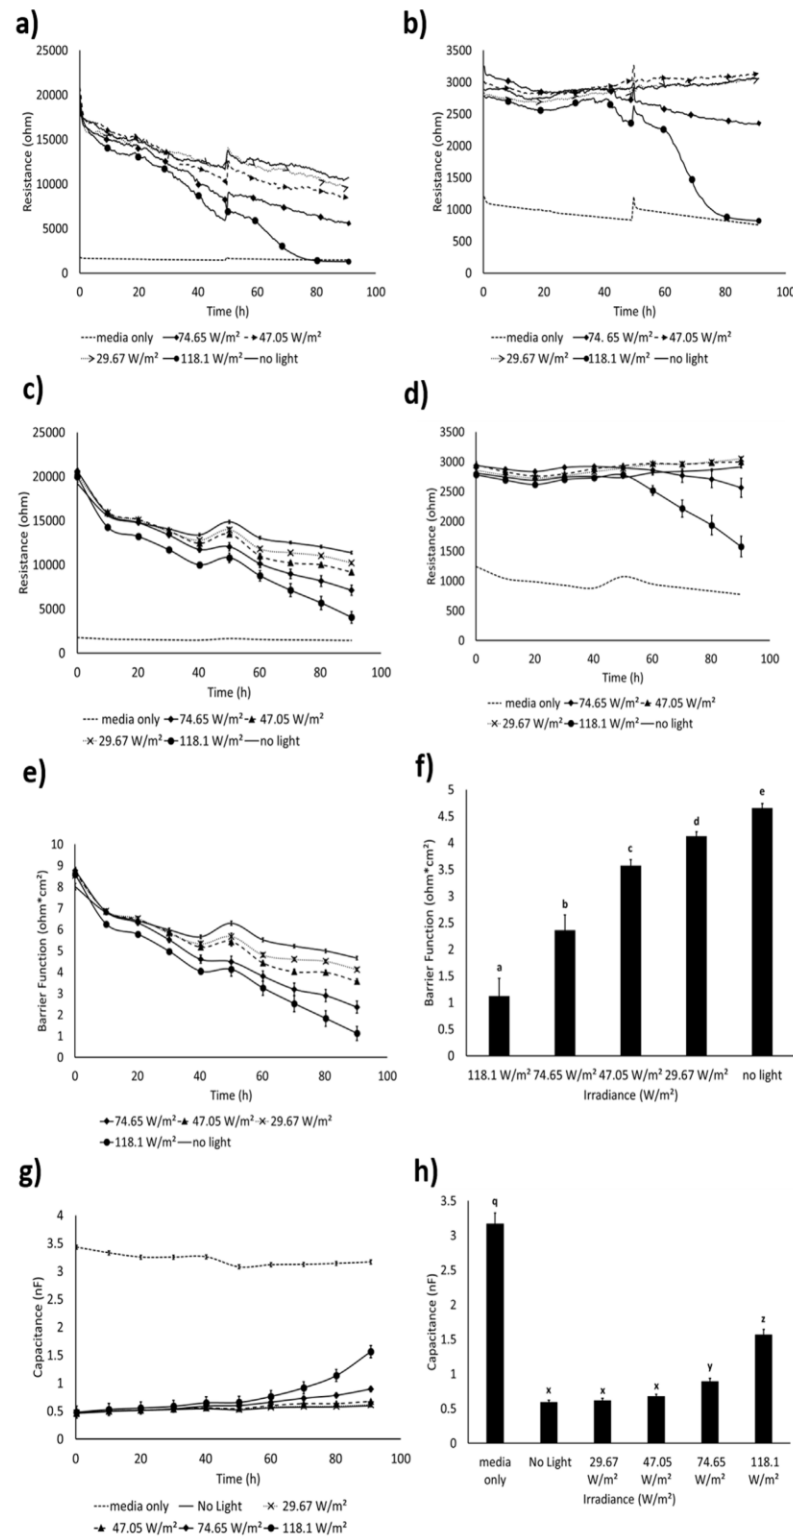 a)
25000
20000
15000
10000
5000
0
Resistance (ohm)
0 20 40 60 80 100
Time (h)
media only 74.65 W/m² 47.05 W/m²
29.67 W/m² 118.1 W/m² no light
b)
3500
3000
2500
2000
1500
1000
500
0
Resistance (ohm)
0 20 40 60 80 100
Time (h)
media only 74. 65 W/m² 47.05 W/m²
29.67 W/m² 118.1 W/m² no light
c)
25000
20000
15000
10000
5000
0
Resistance (ohm)
0 20 40 60 80 100
Time (h)
media only 74.65 W/m² 47.05 W/m²
29.67 W/m² 118.1 W/m² no light
d)
3500
3000
2500
2000
1500
1000
500
0
Resistance (ohm)
0 20 40 60 80 100
Time (h)
media only 74.65 W/m² 47.05 W/m²
29.67 W/m² 118.1 W/m² no light
e)
10
9
8
7
6
5
4
3
2
1
0
Barrier Function (ohm*cm²)
0 20 40 60 80 100
Time (h)
74.65 W/m² 47.05 W/m² 29.67 W/m²
118.1 W/m² no light
f)
5
4.5
4
3.5
3
2.5
2
1.5
1
0.5
0
Barrier Function (ohm*cm²)
a
b
c
d
e
118.1 W/m² 74.65 W/m² 47.05 W/m² 29.67 W/m² no light
Irradiance (W/m²)
g)
4
3.5
3
2.5
2
1.5
1
0.5
0
Capacitance (nF)
0 20 40 60 80 100
Time (h)
media only No Light 29.67 W/m²
47.05 W/m² 74.65 W/m² 118.1 W/m²
h)
3.5
3
2.5
2
1.5
1
0.5
0
Capacitance (nF)
q
x
x
x
y
z
media No Light 29.67 47.05 74.65 118.1
only W/m² W/m² W/m² W/m²
Irradiance (W/m²)